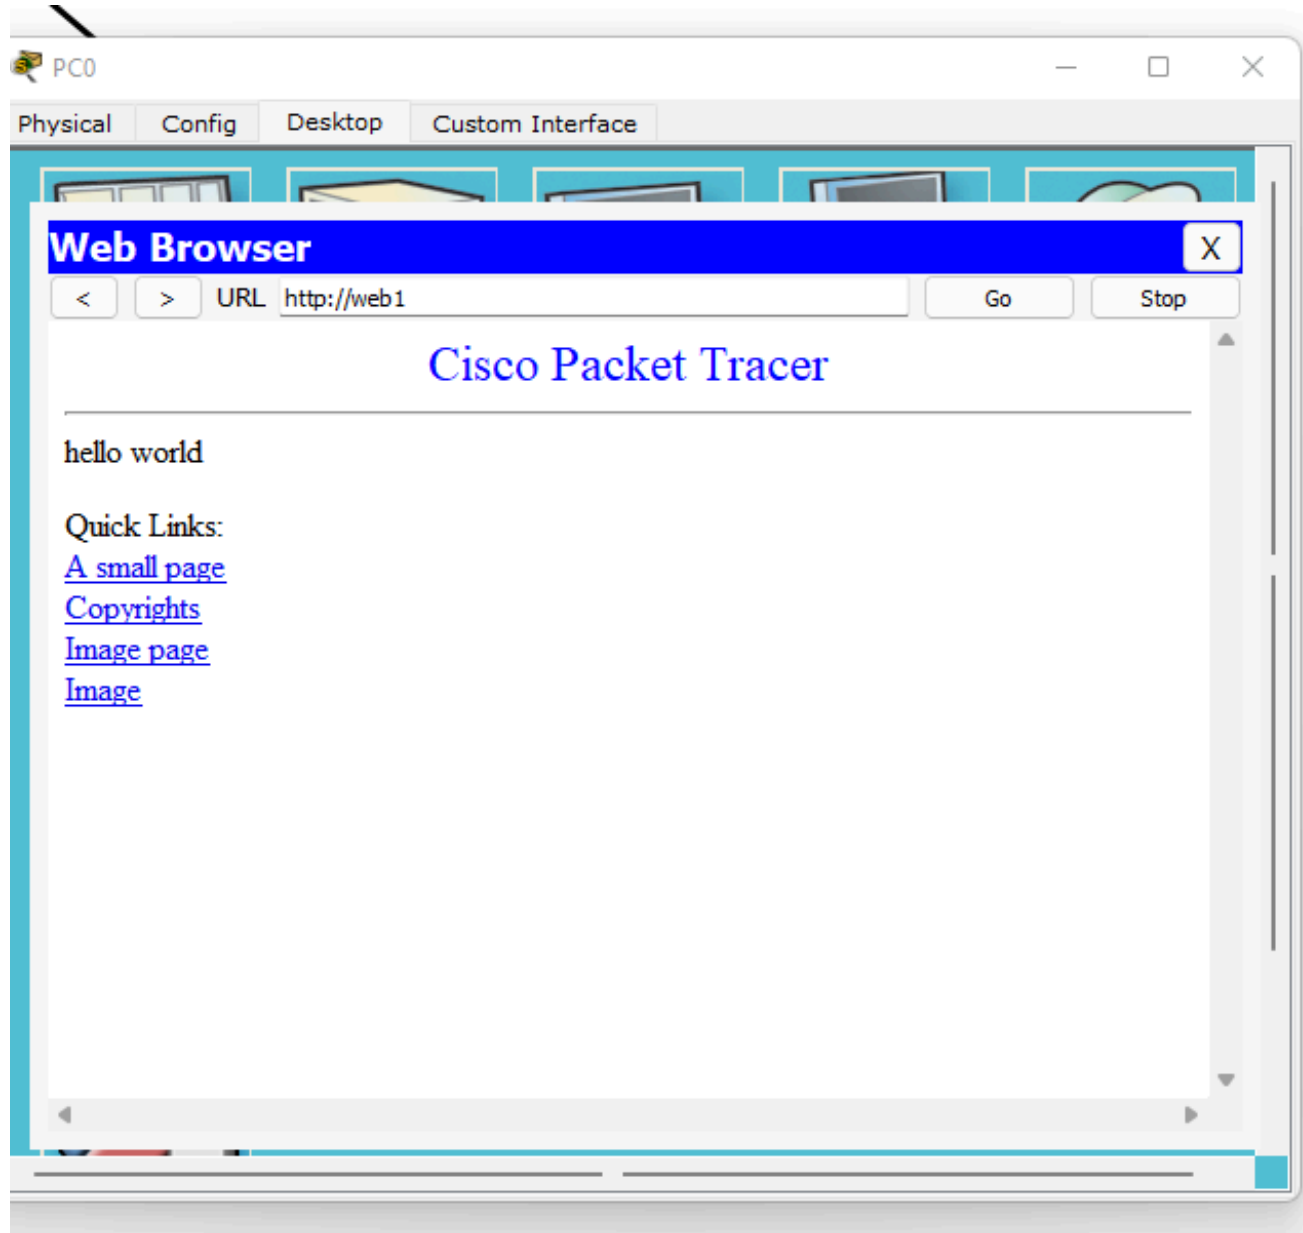 PC0
Physical Config Desktop Custom Interface
Web Browser X
< > URL http://web1 Go Stop
Cisco Packet Tracer
hello world
Quick Links:
A small page
Copyrights
Image page
Image